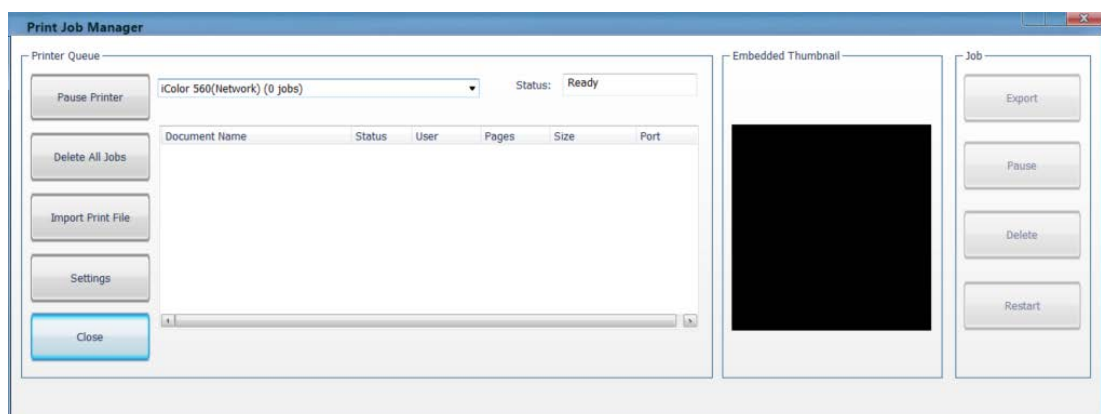 Print Job Manager
Printer Queue
Pause Printer
iColor 560(Network) (0 jobs)
Status: Ready
Document Name Status User Pages Size Port
Delete All Jobs
Import Print File
Settings
Close
Embedded Thumbnail
Job
Export
Pause
Delete
Restart